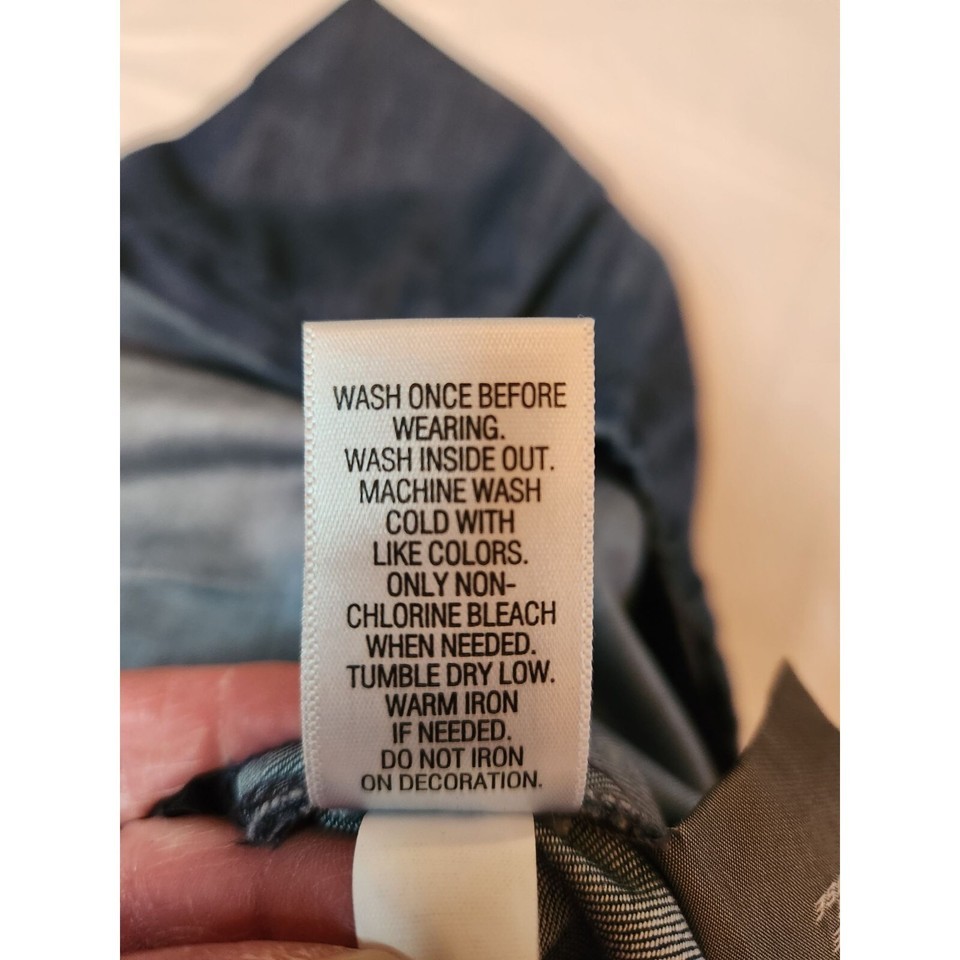 WASH ONCE BEFORE
WEARING.
WASH INSIDE OUT.
MACHINE WASH
COLD WITH
LIKE COLORS.
ONLY NON-
CHLORINE BLEACH
WHEN NEEDED.
TUMBLE DRY LOW.
WARM IRON
IF NEEDED.
DO NOT IRON
ON DECORATION.